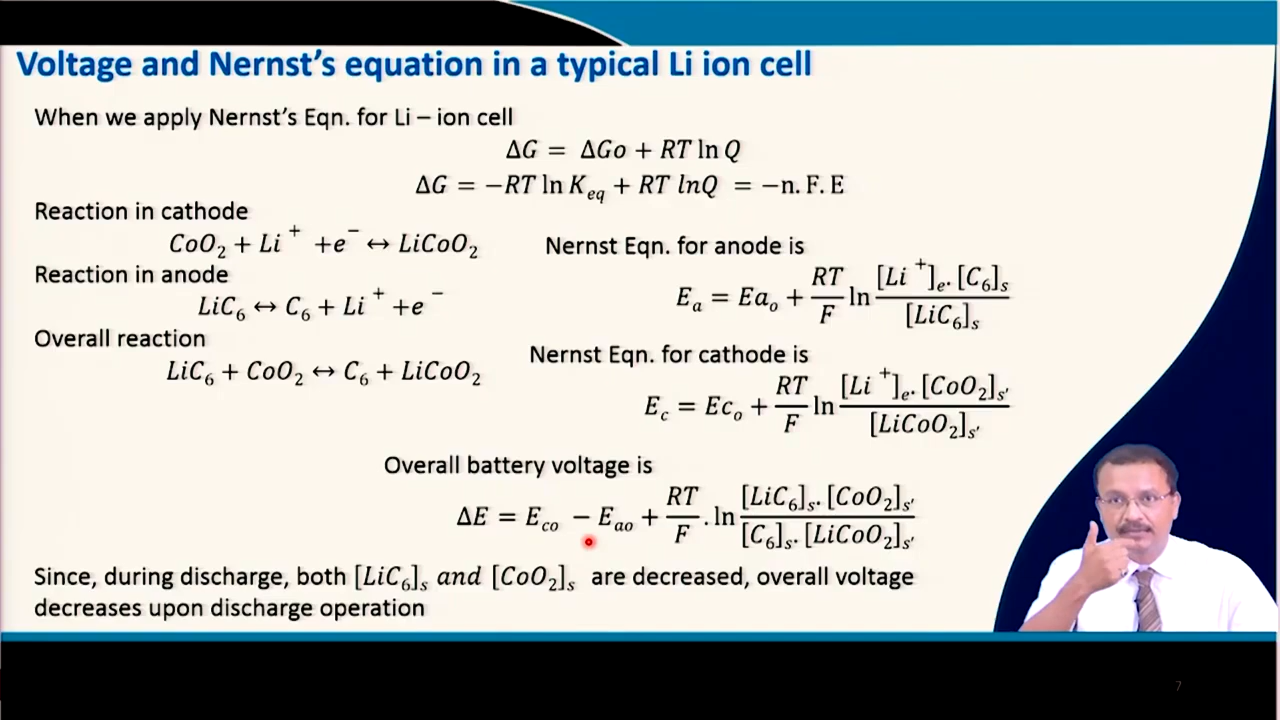 Voltage and Nernst's equation in a typical Li ion cell
When we apply Nernst's Eqn. for Li – ion cell
ΔG = ΔGo + RT ln Q
ΔG = −RT ln K_eq + RT lnQ = −n. F. E
Reaction in cathode
CoO₂ + Li⁺ + e⁻ ↔ LiCoO₂
Reaction in anode
LiC₆ ↔ C₆ + Li⁺ + e⁻
Overall reaction
LiC₆ + CoO₂ ↔ C₆ + LiCoO₂
Nernst Eqn. for anode is
E_a = Ea_o + RT/F ln [Li⁺]_e. [C₆]_s / [LiC₆]_s
Nernst Eqn. for cathode is
E_c = Ec_o + RT/F ln [Li⁺]_e. [CoO₂]_s′ / [LiCoO₂]_s′
Overall battery voltage is
ΔE = E_co − E_ao + RT/F . ln [LiC₆]_s. [CoO₂]_s′ / [C₆]_s. [LiCoO₂]_s′
Since, during discharge, both [LiC₆]_s and [CoO₂]_s are decreased, overall voltage
decreases upon discharge operation
7